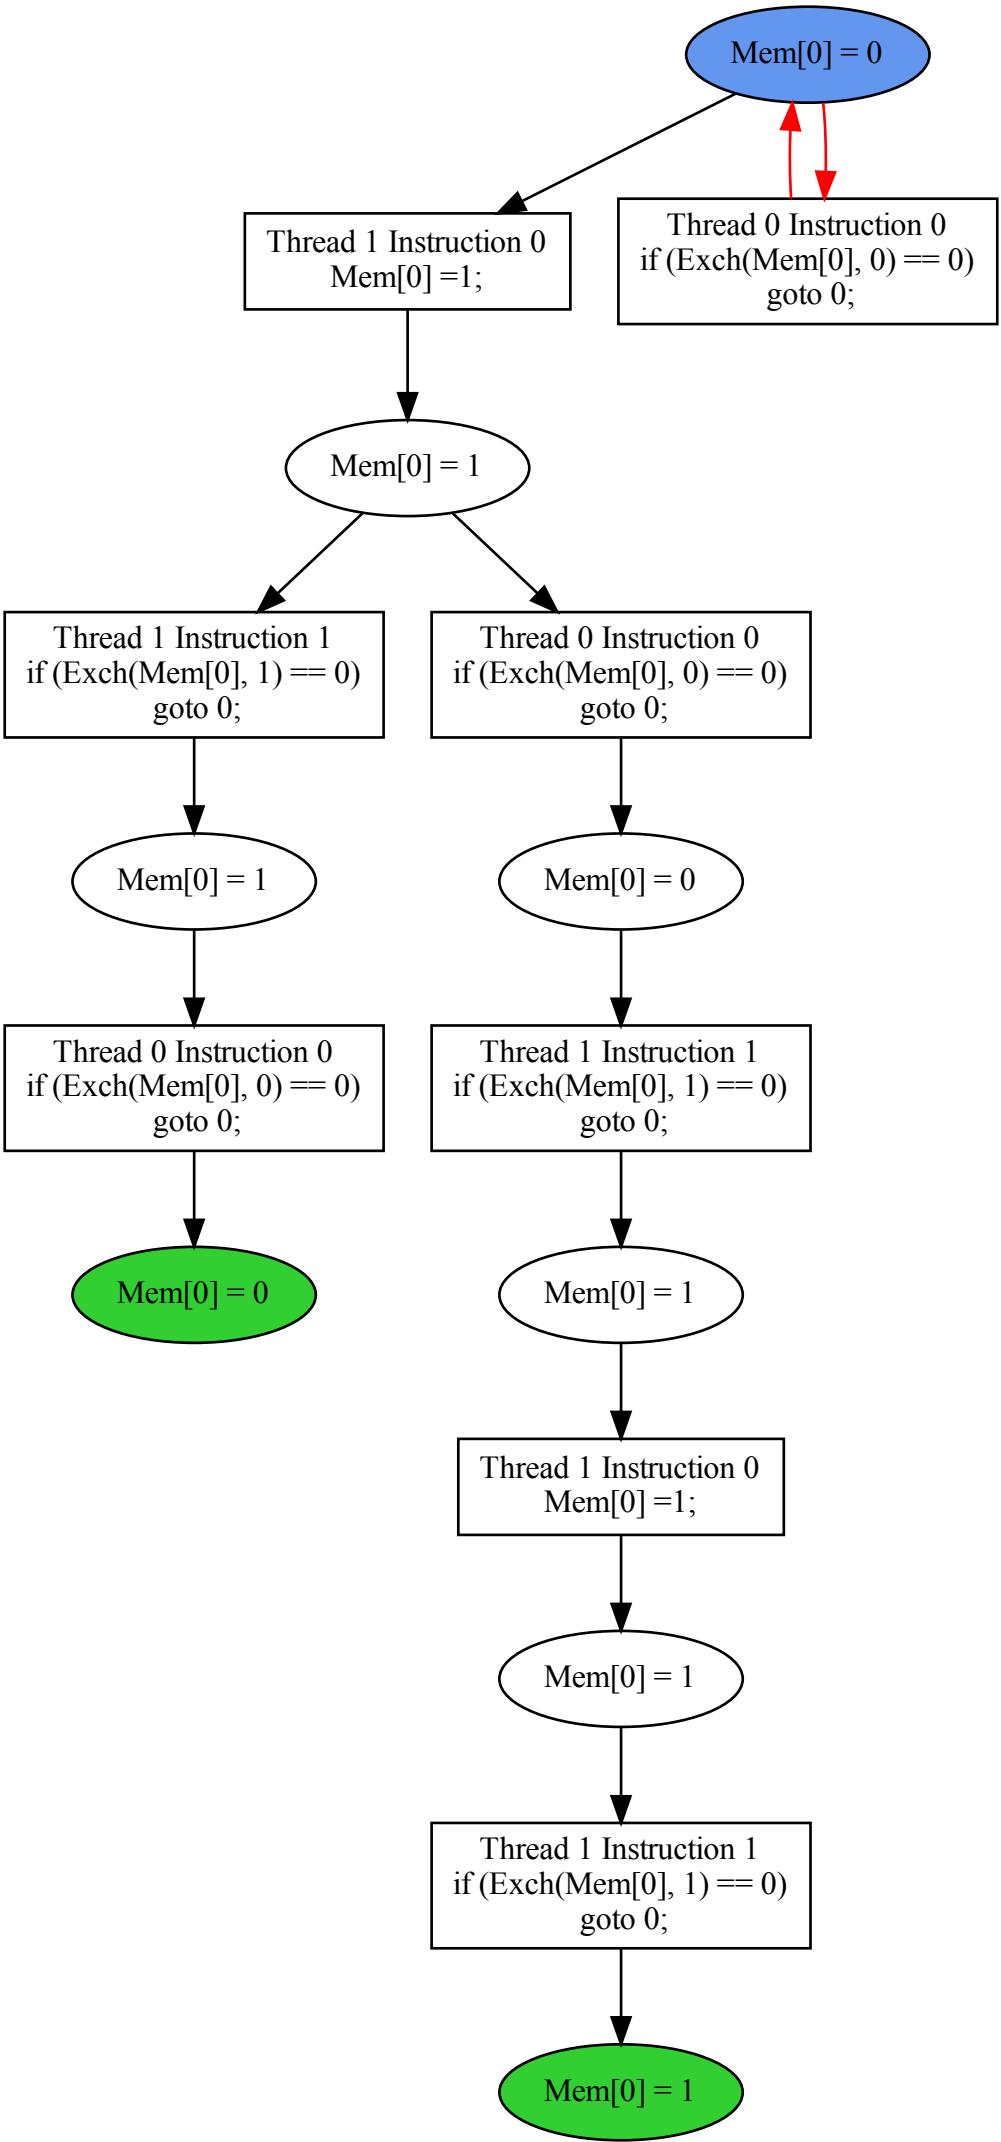 Mem[0] = 0
Thread 1 Instruction 0
Mem[0] =1;
Thread 0 Instruction 0
if (Exch(Mem[0], 0) == 0)
goto 0;
Mem[0] = 1
Thread 1 Instruction 1
if (Exch(Mem[0], 1) == 0)
goto 0;
Thread 0 Instruction 0
if (Exch(Mem[0], 0) == 0)
goto 0;
Mem[0] = 1
Mem[0] = 0
Thread 0 Instruction 0
if (Exch(Mem[0], 0) == 0)
goto 0;
Thread 1 Instruction 1
if (Exch(Mem[0], 1) == 0)
goto 0;
Mem[0] = 0
Mem[0] = 1
Thread 1 Instruction 0
Mem[0] =1;
Mem[0] = 1
Thread 1 Instruction 1
if (Exch(Mem[0], 1) == 0)
goto 0;
Mem[0] = 1